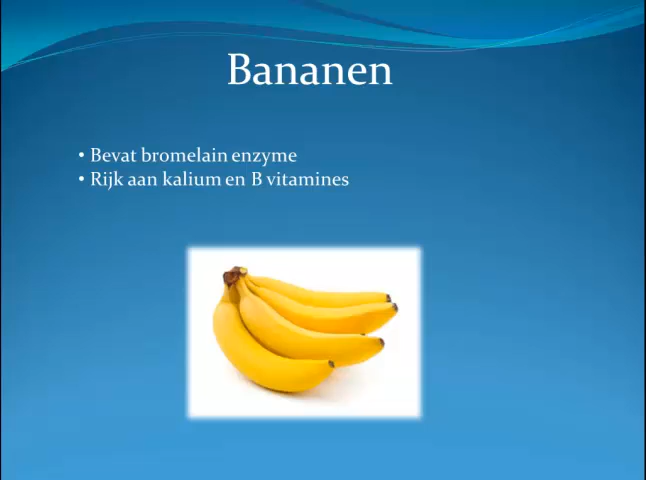 Bananen
• Bevat bromelain enzyme
• Rijk aan kalium en B vitamines